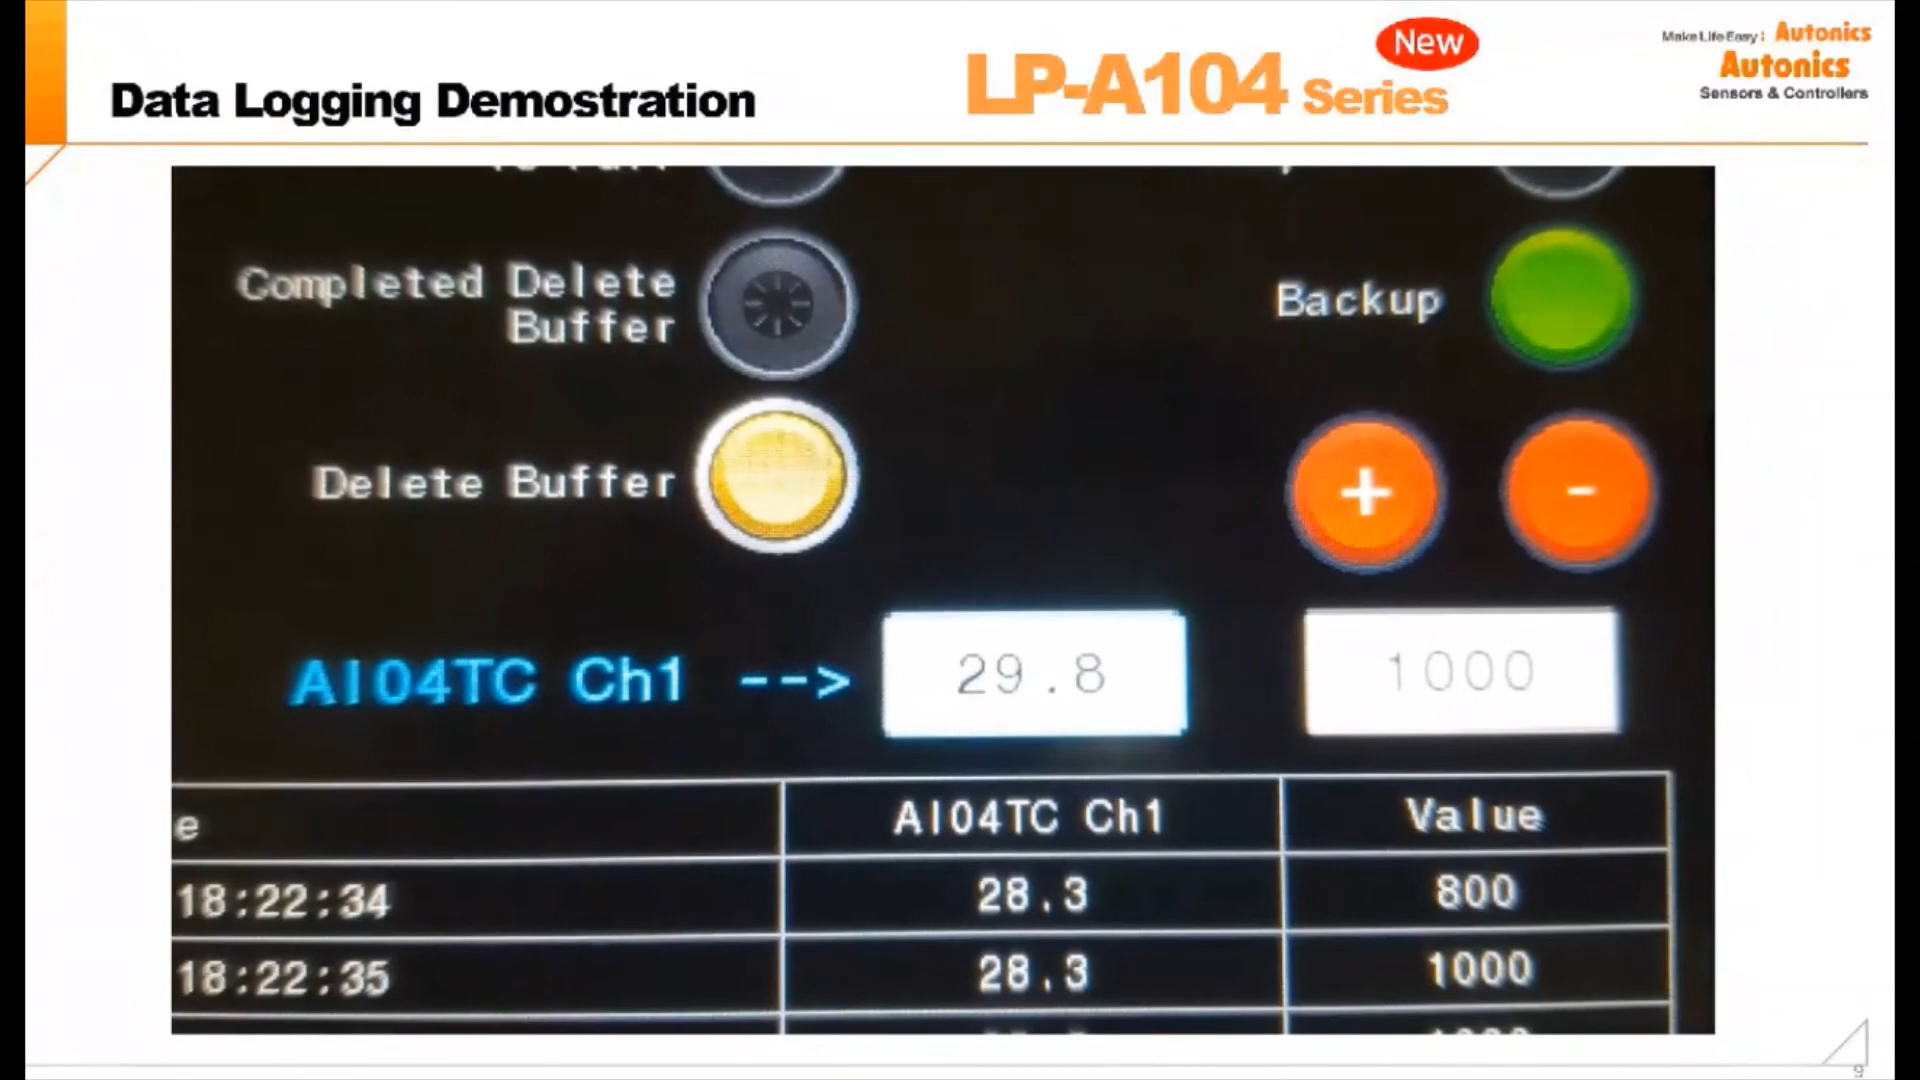 Data Logging Demostration
LP-A104 Series
New
Make Life Easy: Autonics
Autonics
Sensors & Controllers
Completed Delete
Buffer
Backup
Delete Buffer
+ -
AI04TC Ch1 --> 29.8 1000
e AI04TC Ch1 Value
18:22:34 28.3 800
18:22:35 28.3 1000
9